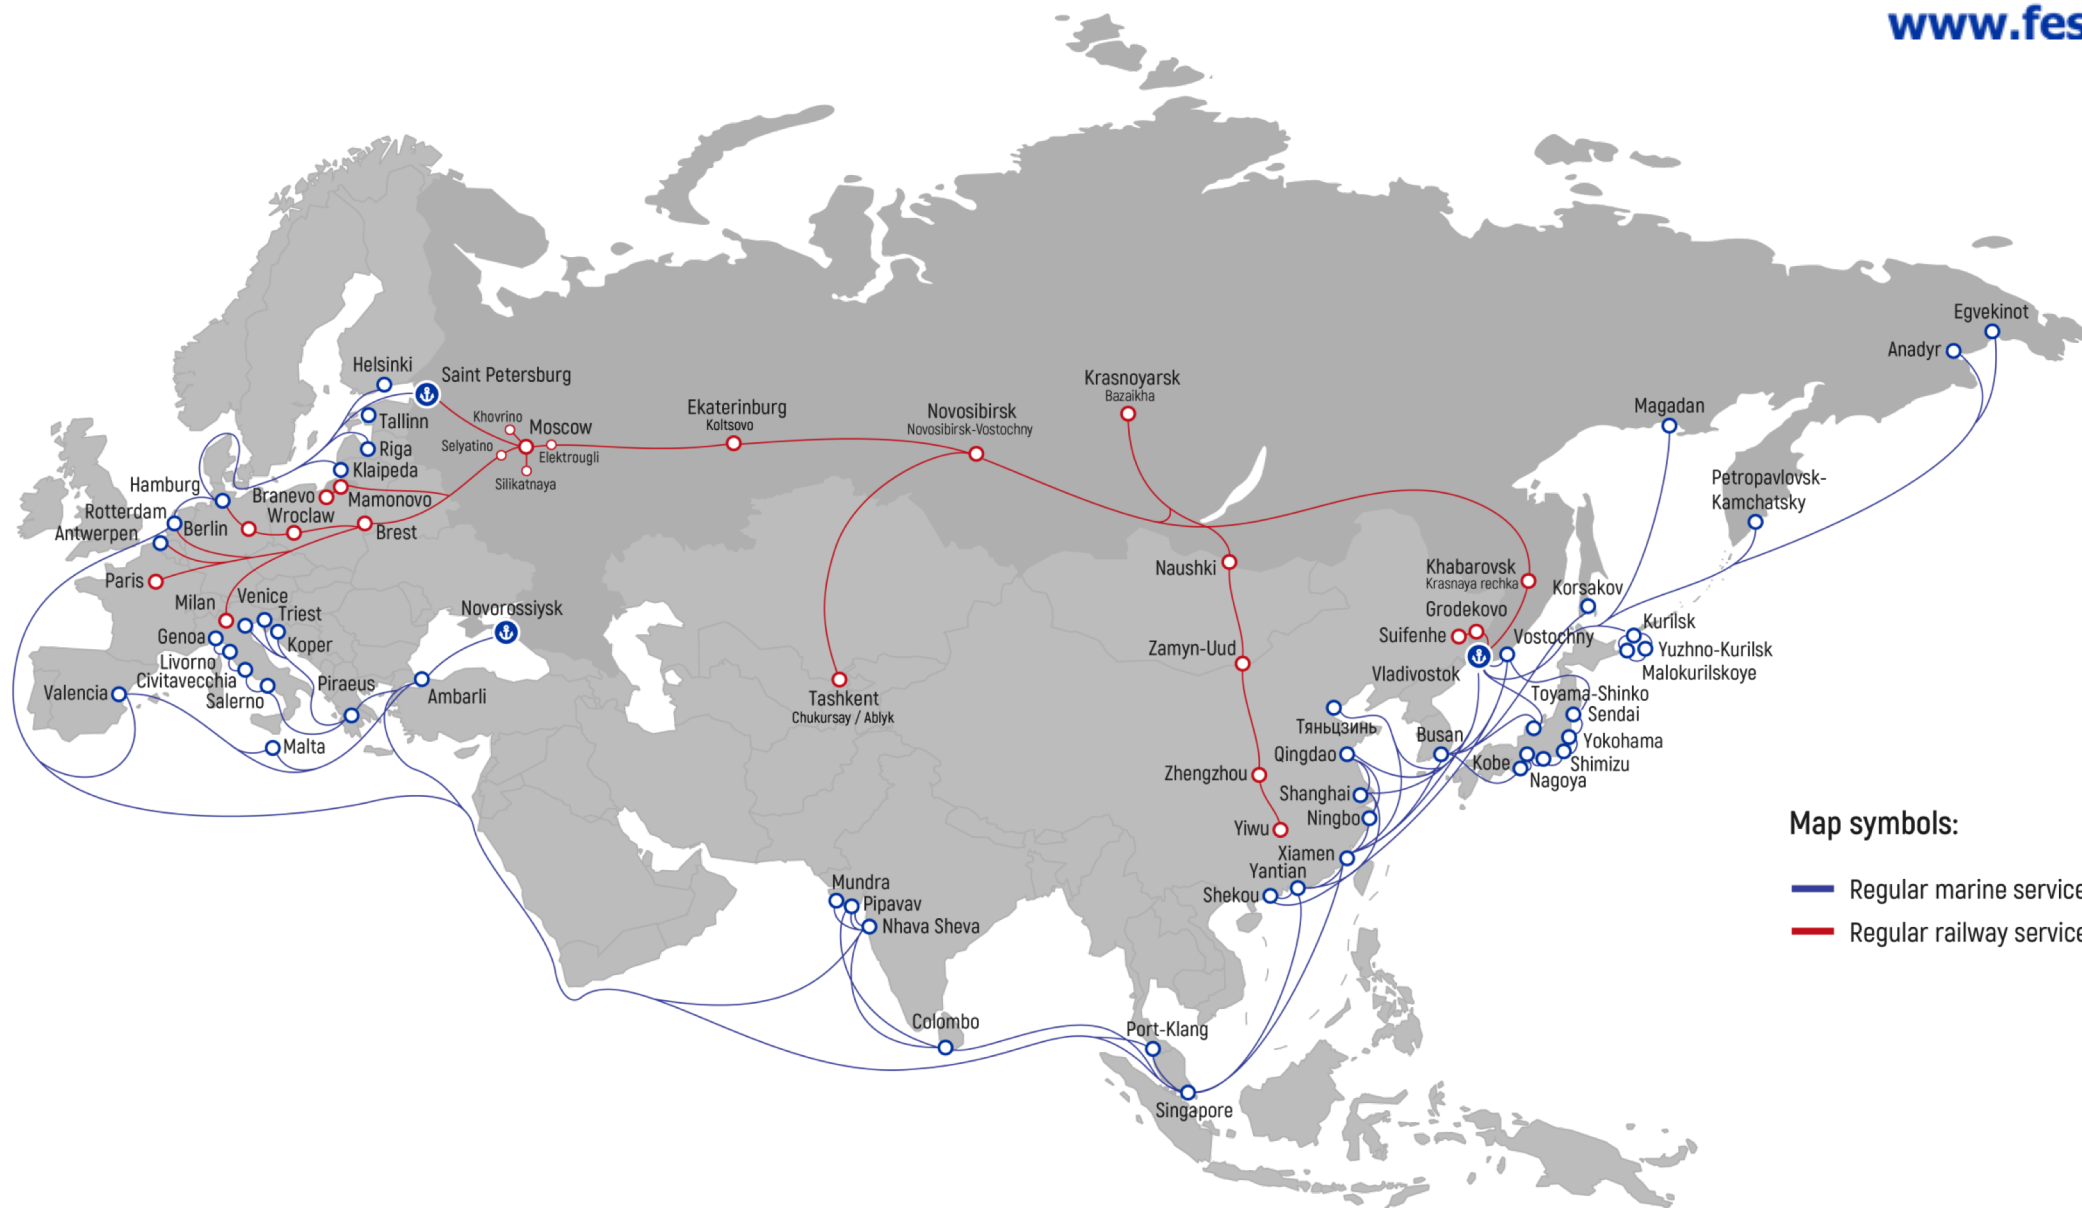 www.fes
Egvekinot
Anadyr
Helsinki
Saint Petersburg
Krasnoyarsk
Bazaikha
Magadan
Tallinn
Khovrino
Moscow
Ekaterinburg
Koltsovo
Novosibirsk
Novosibirsk-Vostochny
Riga
Selyatino
Elektrougli
Klaipeda
Silikatnaya
Hamburg
Branevo
Mamonovo
Petropavlovsk-
Kamchatsky
Rotterdam
Wroclaw
Berlin
Antwerpen
Brest
Paris
Naushki
Khabarovsk
Krasnaya rechka
Korsakov
Milan
Venice
Triest
Novorossiysk
Grodekovo
Kurilsk
Genoa
Koper
Suifenhe
Vostochny
Zamyn-Uud
Yuzhno-Kurilsk
Livorno
Vladivostok
Malokurilskoye
Civitavecchia
Piraeus
Valencia
Salerno
Ambarli
Tashkent
Chukursay / Ablyk
Toyama-Shinko
Sendai
Тяньцзинь
Busan
Yokohama
Malta
Qingdao
Kobe
Shimizu
Zhengzhou
Nagoya
Shanghai
Ningbo
Yiwu
Map symbols:
Xiamen
Yantian
Mundra
Shekou
Regular marine service
Pipavav
Nhava Sheva
Regular railway service
Colombo
Port-Klang
Singapore